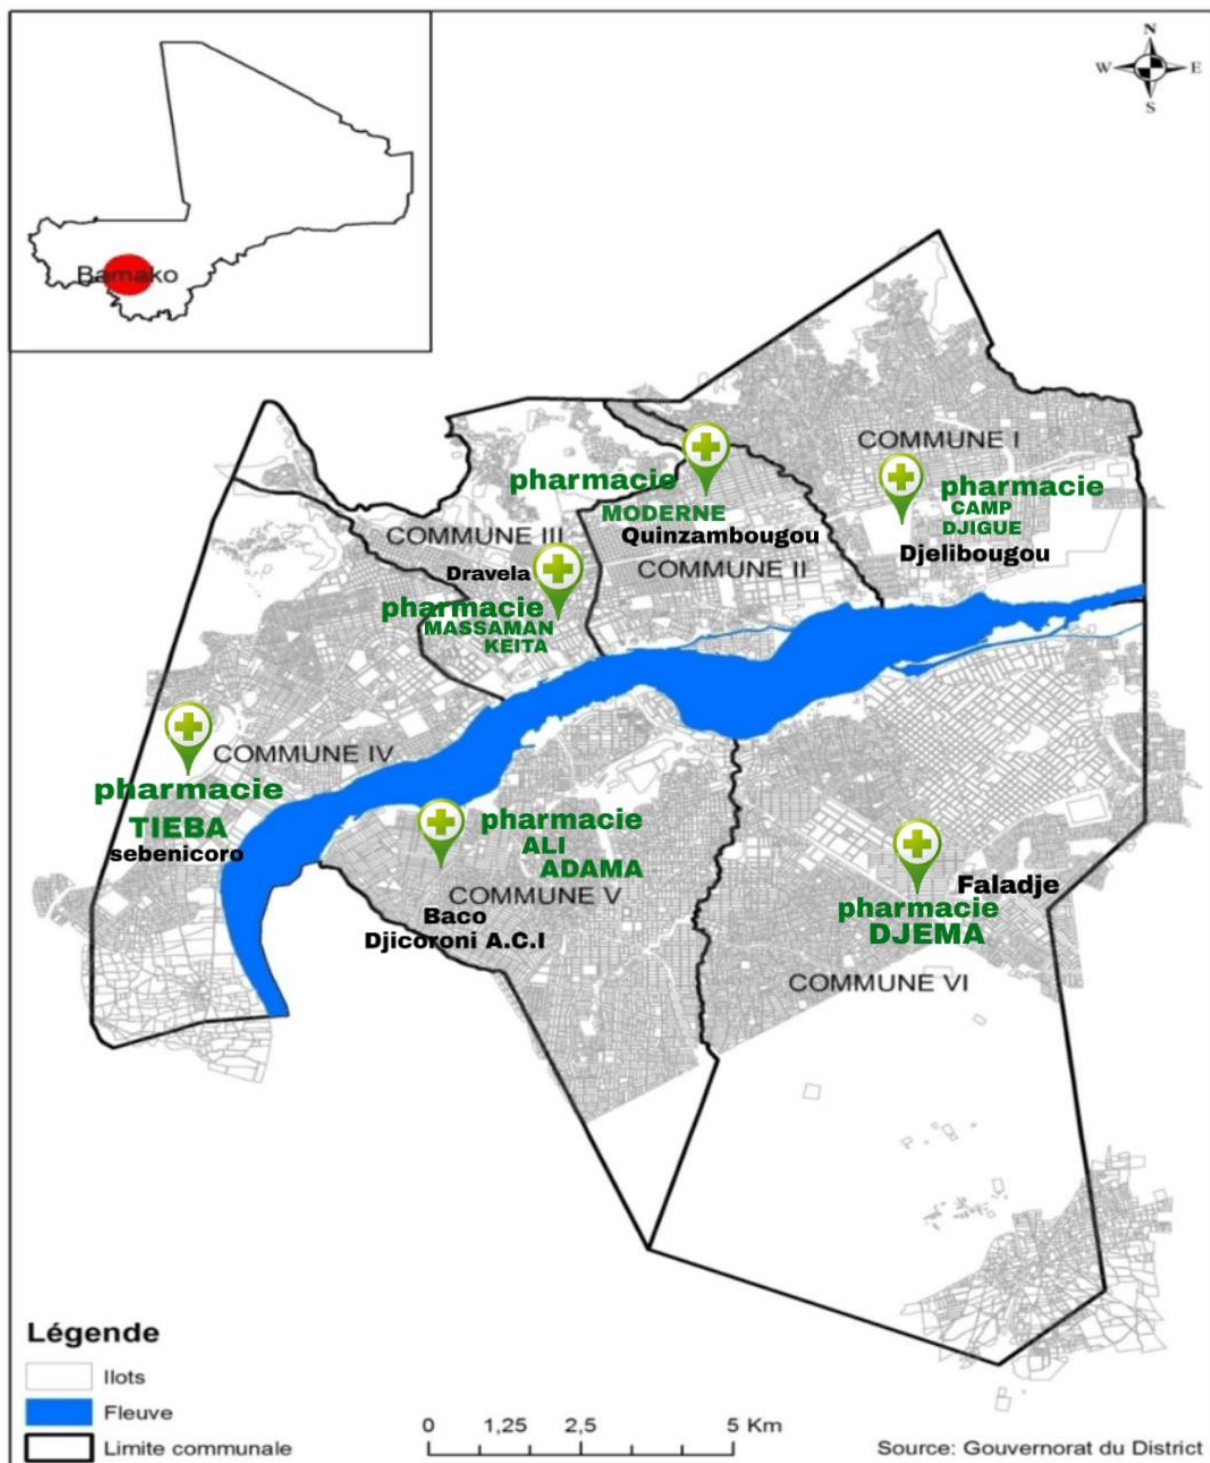 N
W
E
S
Bamako
COMMUNE I
pharmacie
CAMP
DJIGUE
Djelibougou
pharmacie
MODERNE
Quinzambougou
COMMUNE II
COMMUNE III
Dravela
pharmacie
MASSAMAN
KEITA
COMMUNE IV
pharmacie
TIEBA
sebenicoro
pharmacie
ALI
ADAMA
COMMUNE V
Baco
Djicoroni A.C.I
Faladje
pharmacie
DJEMA
COMMUNE VI
Légende
Ilots
Fleuve
Limite communale
0 1,25 2,5 5 Km
Source: Gouvernorat du District